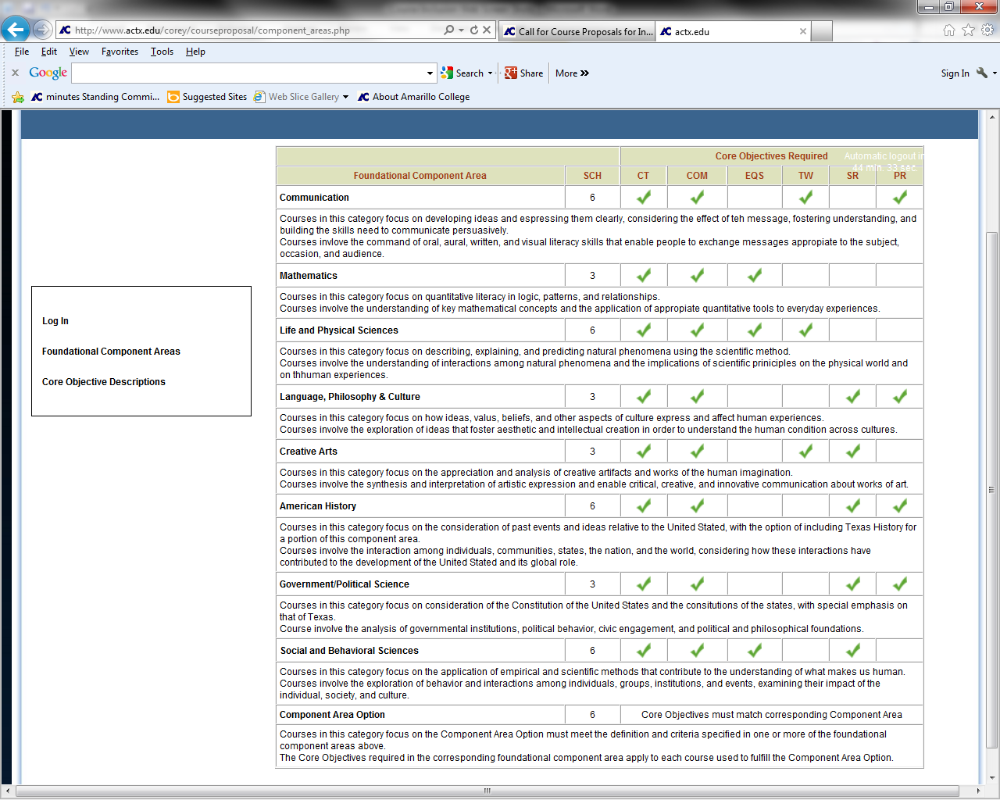 http://www.actx.edu/corey/courseproposal/component_areas.php
Call for Course Proposals for In...
actx.edu
File Edit View Favorites Tools Help
Google Search Share More Sign In
minutes Standing Commi... Suggested Sites Web Slice Gallery About Amarillo College
Core Objectives Required
Automatic logout in
44 min. 33 sec.
Foundational Component Area SCH CT COM EQS TW SR PR
Communication 6
Courses in this category focus on developing ideas and espressing them clearly, considering the effect of teh message, fostering understanding, and
building the skills need to communicate persuasively.
Courses invlove the command of oral, aural, written, and visual literacy skills that enable people to exchange messages appropiate to the subject,
occasion, and audience.
Mathematics 3
Courses in this category focus on quantitative literacy in logic, patterns, and relationships.
Courses involve the understanding of key mathematical concepts and the application of appropiate quantitative tools to everyday experiences.
Log In
Foundational Component Areas
Core Objective Descriptions
Life and Physical Sciences 6
Courses in this category focus on describing, explaining, and predicting natural phenomena using the scientific method.
Courses involve the understanding of interactions among natural phenomena and the implications of scientific priniciples on the physical world and
on thhuman experiences.
Language, Philosophy & Culture 3
Courses in this category focus on how ideas, valus, beliefs, and other aspects of culture express and affect human experiences.
Courses involve the exploration of ideas that foster aesthetic and intellectual creation in order to understand the human condition across cultures.
Creative Arts 3
Courses in this category focus on the appreciation and analysis of creative artifacts and works of the human imagination.
Courses involve the synthesis and interpretation of artistic expression and enable critical, creative, and innovative communication about works of art.
American History 6
Courses in this category focus on the consideration of past events and ideas relative to the United Stated, with the option of including Texas History for
a portion of this component area.
Courses involve the interaction among individuals, communities, states, the nation, and the world, considering how these interactions have
contributed to the development of the United Stated and its global role.
Government/Political Science 3
Courses in this category focus on consideration of the Constitution of the United States and the consitutions of the states, with special emphasis on
that of Texas.
Course involve the analysis of governmental institutions, political behavior, civic engagement, and political and philosophical foundations.
Social and Behavioral Sciences 6
Courses in this category focus on the application of empirical and scientific methods that contribute to the understanding of what makes us human.
Courses involve the exploration of behavior and interactions among individuals, groups, institutions, and events, examining their impact of the
individual, society, and culture.
Component Area Option 6 Core Objectives must match corresponding Component Area
Courses in this category focus on the Component Area Option must meet the definition and criteria specified in one or more of the foundational
component areas above.
The Core Objectives required in the corresponding foundational component area apply to each course used to fulfill the Component Area Option.